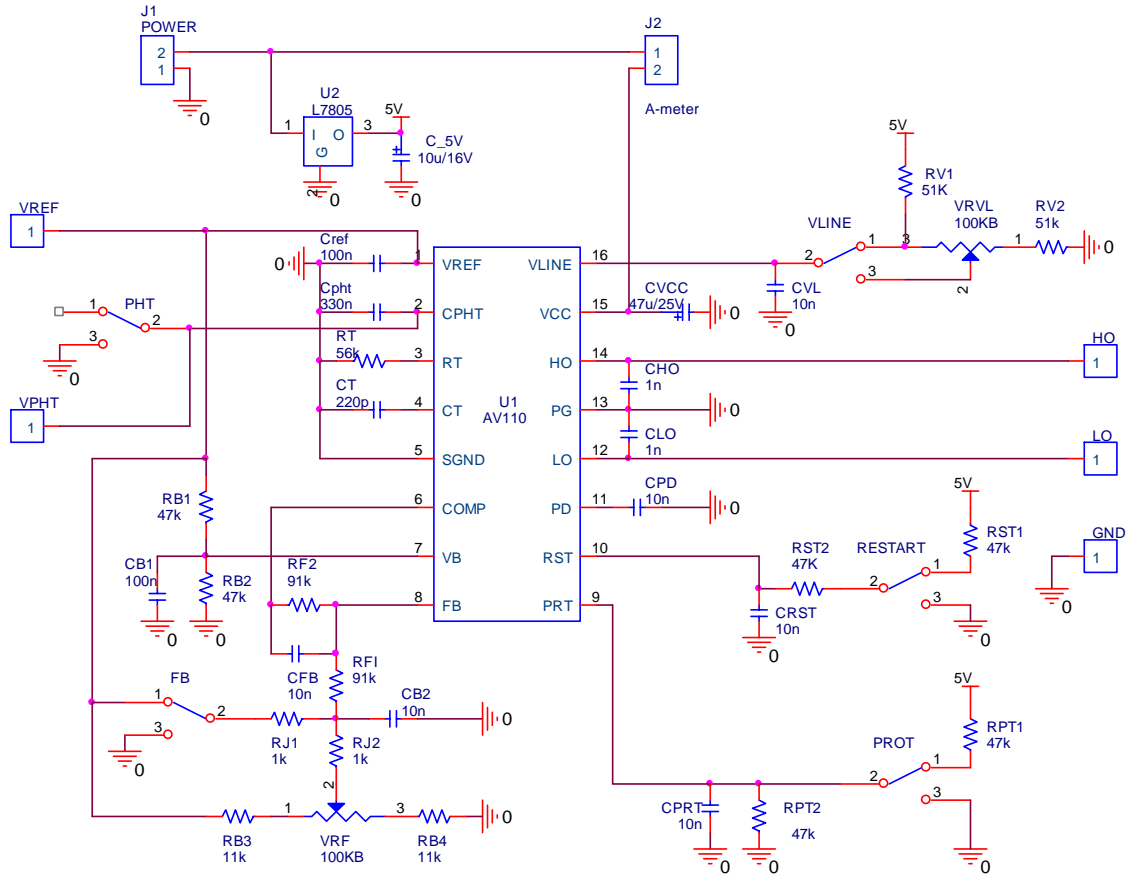 J1
POWER
2
1
0
J2
1
2
A-meter
U2
L7805
1
I
O
G
3
2
0
5V
C_5V
10u/16V
0
VREF
1
PHT
1
2
3
0
VPHT
1
0
Cref
100n
Cpht
330n
RT
56k
CT
220p
U1
AV110
1
VREF
2
CPHT
3
RT
4
CT
5
SGND
6
COMP
7
VB
8
FB
16
VLINE
15
VCC
14
HO
13
PG
12
LO
11
PD
10
RST
9
PRT
5V
RV1
51K
VLINE
2
1
3
VRVL
100KB
3
1
2
RV2
51k
0
CVL
10n
CVCC
47u/25V
0
CHO
1n
0
CLO
1n
HO
1
LO
1
GND
1
0
CPD
10n
0
5V
RST1
47k
RST2
47K
RESTART
2
1
3
0
CRST
10n
0
5V
RPT1
47k
PROT
2
1
3
0
CPRT
10n
0
RPT2
47k
0
RB1
47k
CB1
100n
0
RB2
47k
0
RF2
91k
CFB
10n
RFI
91k
CB2
10n
0
FB
1
2
3
0
RJ1
1k
RJ2
1k
2
RB3
11k
1
VRF
100KB
3
RB4
11k
0